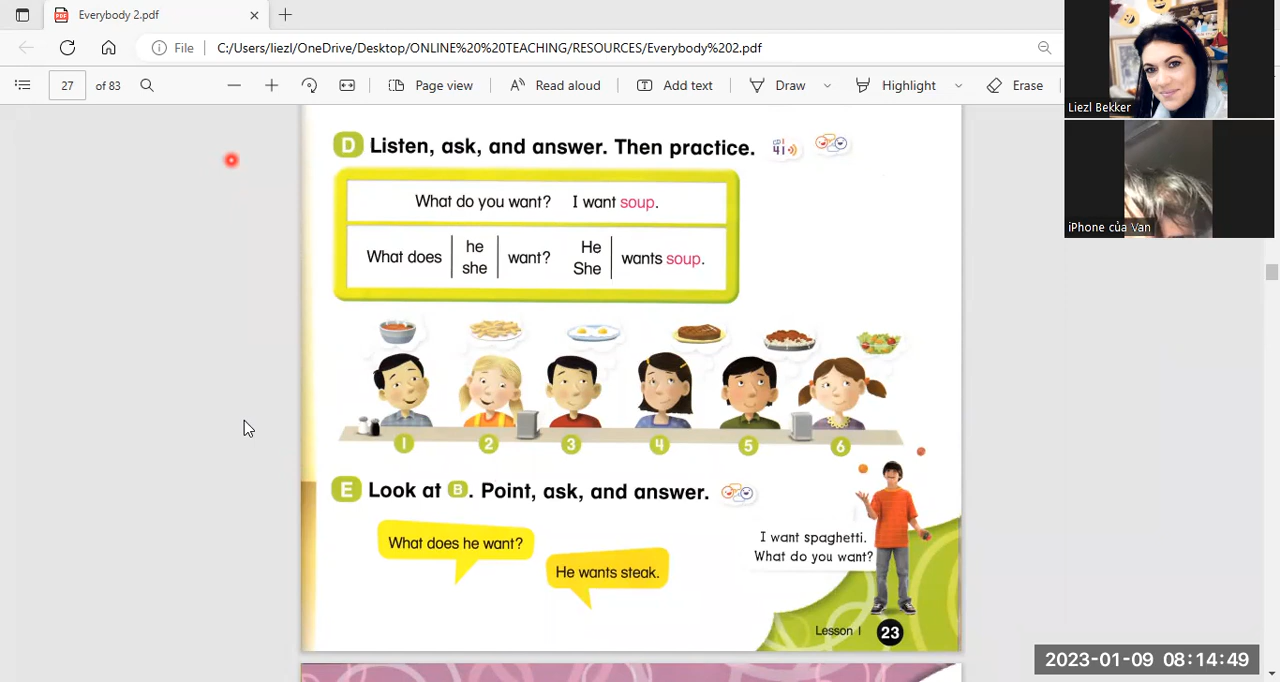 Everybody 2.pdf
File
C:/Users/liezl/OneDrive/Desktop/ONLINE%20%20TEACHING/RESOURCES/Everybody%202.pdf
27 of 83
Page view
Read aloud
Add text
Draw
Highlight
Erase
Liezl Bekker
iPhone của Van
D Listen, ask, and answer. Then practice.
41
What do you want? I want soup.
What does he she want? He She wants soup.
1 2 3 4 5 6
E Look at B. Point, ask, and answer.
What does he want?
He wants steak.
I want spaghetti.
What do you want?
Lesson 1 23
2023-01-09 08:14:49